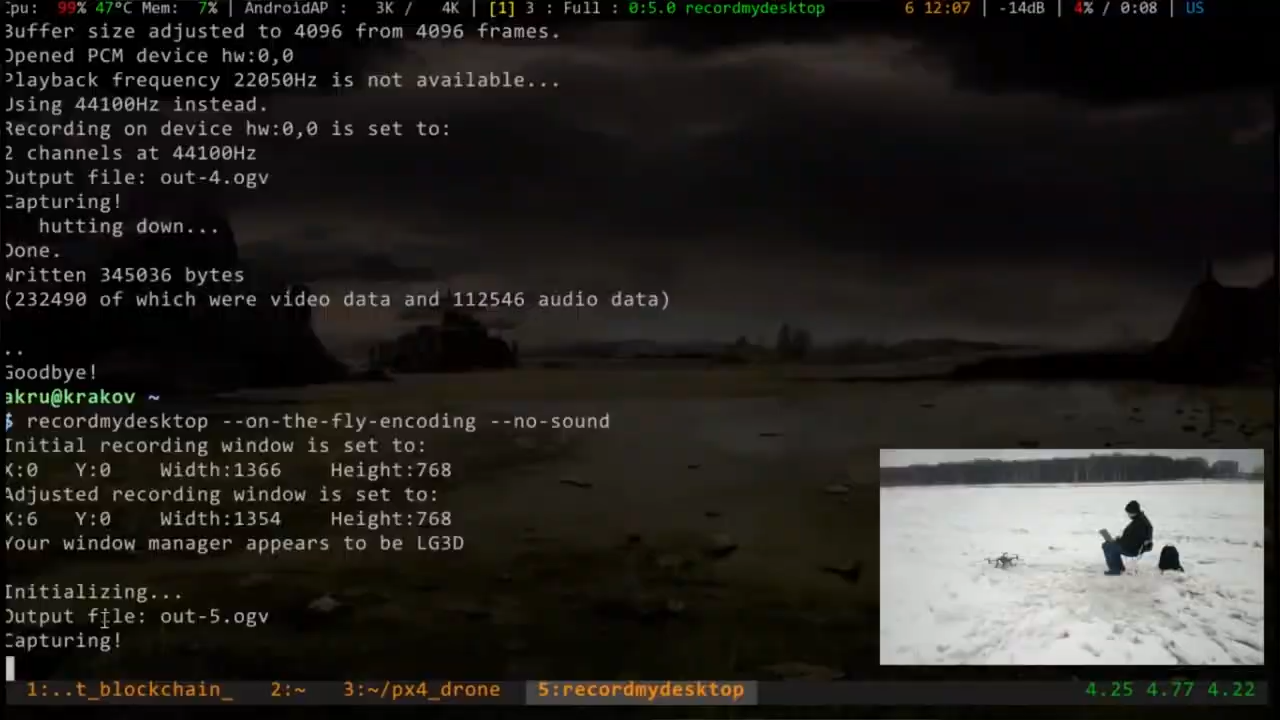 Cpu: 99% 47°C Mem: 7% | AndroidAP : 3K / 4K | [1] 3 : Full : 0:5.0 recordmydesktop 6 12:07 | -14dB | 4% / 0:08 | US
Buffer size adjusted to 4096 from 4096 frames.
Opened PCM device hw:0,0
Playback frequency 22050Hz is not available...
Using 44100Hz instead.
Recording on device hw:0,0 is set to:
2 channels at 44100Hz
Output file: out-4.ogv
Capturing!
hutting down...
Done.
Written 345036 bytes
(232490 of which were video data and 112546 audio data)
..
Goodbye!
akru@krakov ~
$ recordmydesktop --on-the-fly-encoding --no-sound
Initial recording window is set to:
X:0 Y:0 Width:1366 Height:768
Adjusted recording window is set to:
X:6 Y:0 Width:1354 Height:768
Your window manager appears to be LG3D
Initializing...
Output file: out-5.ogv
Capturing!
1:..t_blockchain_ 2:~ 3:~/px4_drone 5:recordmydesktop 4.25 4.77 4.22